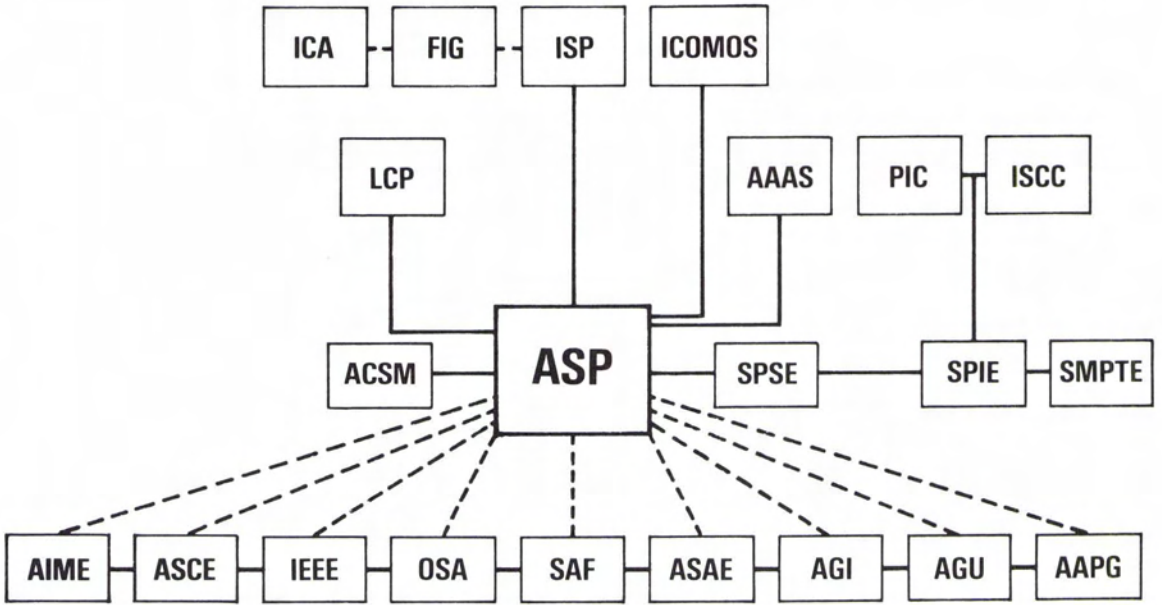 ICA
FIG
ISP
ICOMOS
LCP
AAAS
PIC
ISCC
ACSM
ASP
SPSE
SPIE
SMPTE
AIME
ASCE
IEEE
OSA
SAF
ASAE
AGI
AGU
AAPG